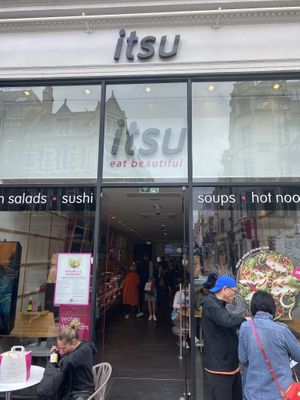 itsu
itsu
eat beautiful
salads • sushi
soups • hot noo